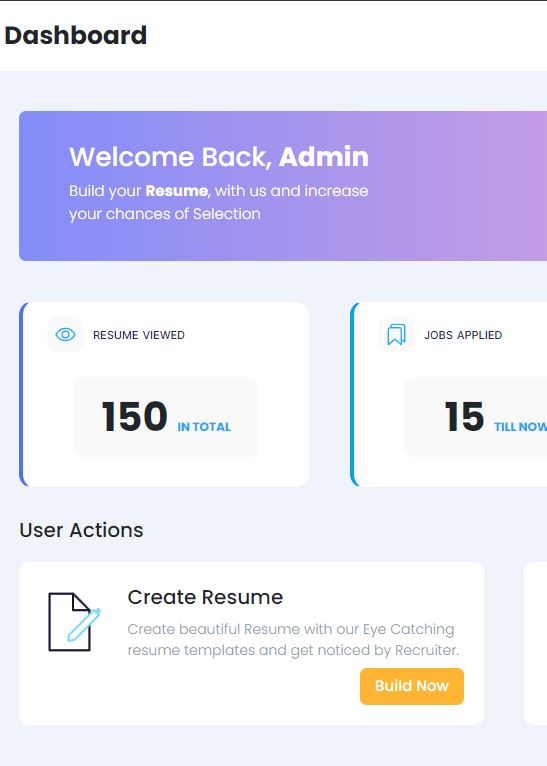 Dashboard
Welcome Back, Admin
Build your Resume, with us and increase
your chances of Selection
RESUME VIEWED
150 IN TOTAL
JOBS APPLIED
15 TILL NOW
User Actions
Create Resume
Create beautiful Resume with our Eye Catching
resume templates and get noticed by Recruiter.
Build Now